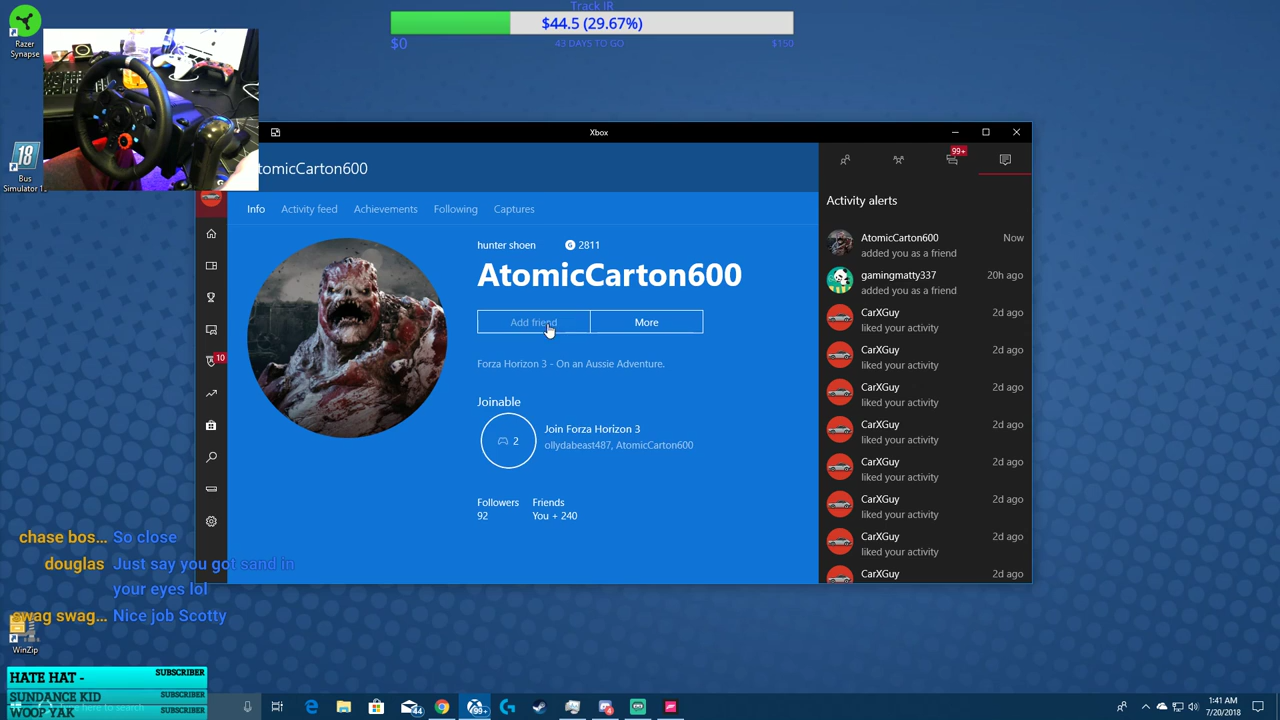 Track iR
$44.5 (29.67%)
$0
43 DAYS TO GO
$150
Razer
Synapse
18
Bus
Xbox
tomicCarton600
99+
Info
Activity feed
Achievements
Following
Captures
hunter shoen
G 2811
AtomicCarton600
Add friend
More
Forza Horizon 3 - On an Aussie Adventure.
Joinable
2
Join Forza Horizon 3
ollydabeast487, AtomicCarton600
Followers
92
Friends
You + 240
10
Activity alerts
AtomicCarton600
Now
added you as a friend
gamingmatty337
20h ago
added you as a friend
CarXGuy
2d ago
liked your activity
CarXGuy
2d ago
liked your activity
CarXGuy
2d ago
liked your activity
CarXGuy
2d ago
liked your activity
CarXGuy
2d ago
liked your activity
CarXGuy
2d ago
liked your activity
CarXGuy
2d ago
liked your activity
CarXGuy
2d ago
chase bos... So close
douglas Just say you got sand in
your eyes lol
swag swag... Nice job Scotty
WinZip
HATE HAT -
SUBSCRIBER
SUNDANCE KID
SUBSCRIBER
WOOP YAK
SUBSCRIBER
here to search
99+
1:41 AM
7/20/2018